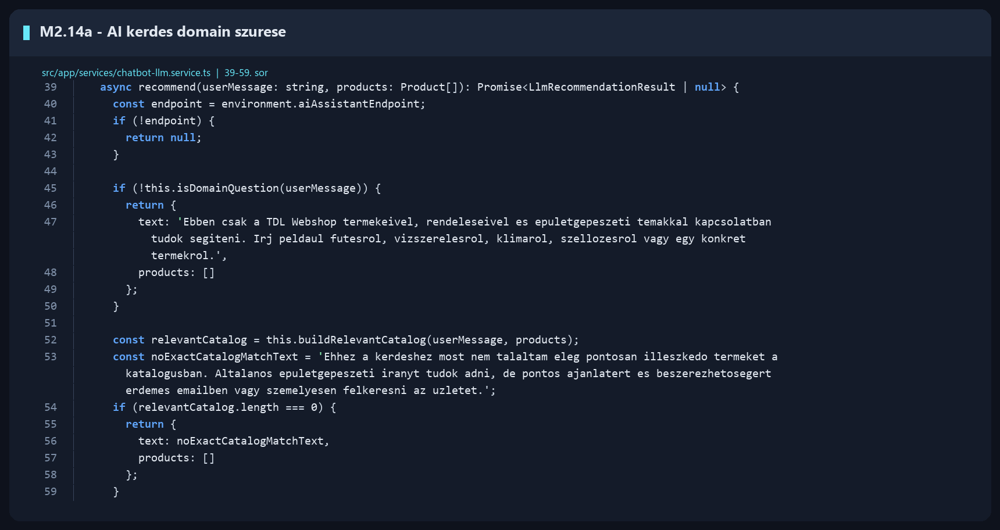 M2.14a - AI kerdes domain szurese
src/app/services/chatbot-llm.service.ts | 39-59. sor
39 async recommend(userMessage: string, products: Product[]): Promise<LlmRecommendationResult | null> {
40 const endpoint = environment.aiAssistantEndpoint;
41 if (!endpoint) {
42 return null;
43 }
44
45 if (!this.isDomainQuestion(userMessage)) {
46 return {
47 text: 'Ebben csak a TDL Webshop termekeivel, rendeleseivel es epuletgepeszeti temakkal kapcsolatban
tudok segiteni. Irj peldaul futesrol, vizszerelesrol, klimarol, szellozesrol vagy egy konkret
termekrol.',
48 products: []
49 };
50 }
51
52 const relevantCatalog = this.buildRelevantCatalog(userMessage, products);
53 const noExactCatalogMatchText = 'Ehhez a kerdeshez most nem talaltam eleg pontosan illeszkedo termeket a
katalogusban. Altalanos epuletgepeszeti iranyt tudok adni, de pontos ajanlatert es beszerezhetosegert
erdemes emailben vagy szemelyesen felkeresni az uzletet.';
54 if (relevantCatalog.length === 0) {
55 return {
56 text: noExactCatalogMatchText,
57 products: []
58 };
59 }